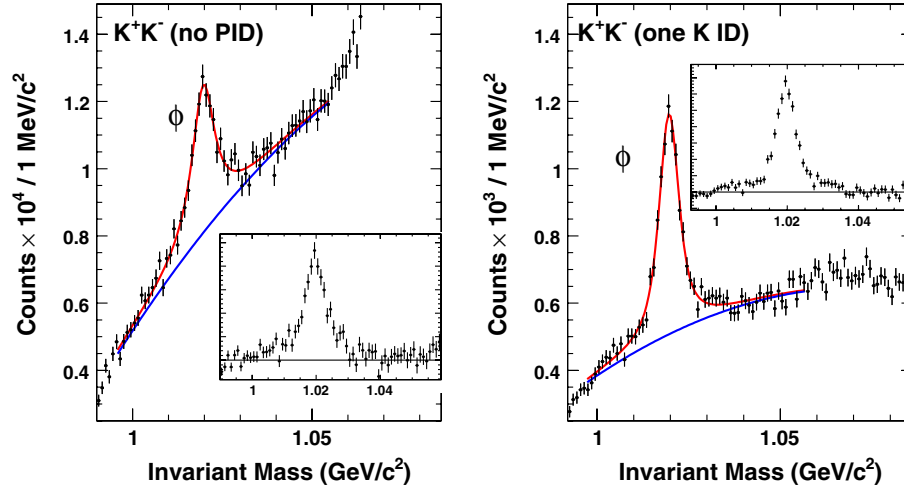 K⁺K⁻ (no PID)
Counts × 10⁴ / 1 MeV/c²
1.4
1.2
1
0.8
0.6
0.4
ϕ
1 1.02 1.04
1 1.05
Invariant Mass (GeV/c²)
K⁺K⁻ (one K ID)
Counts × 10³ / 1 MeV/c²
1.4
1.2
1
0.8
0.6
0.4
ϕ
1 1.02 1.04
1 1.05
Invariant Mass (GeV/c²)